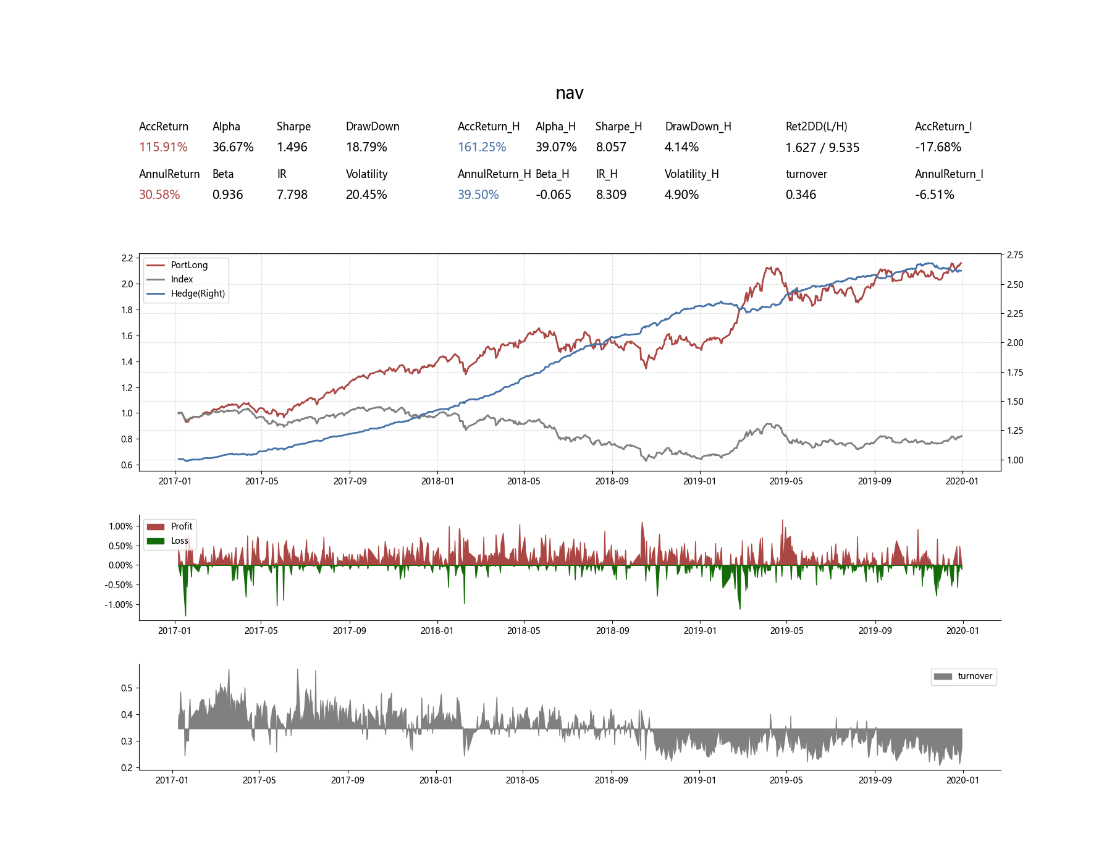 nav
AccReturn Alpha Sharpe DrawDown AccReturn_H Alpha_H Sharpe_H DrawDown_H Ret2DD(L/H) AccReturn_I
115.91% 36.67% 1.496 18.79% 161.25% 39.07% 8.057 4.14% 1.627 / 9.535 -17.68%
AnnulReturn Beta IR Volatility AnnulReturn_H Beta_H IR_H Volatility_H turnover AnnulReturn_I
30.58% 0.936 7.798 20.45% 39.50% -0.065 8.309 4.90% 0.346 -6.51%
2.2
2.0
1.8
1.6
1.4
1.2
1.0
0.8
0.6
PortLong
Index
Hedge(Right)
2.75
2.50
2.25
2.00
1.75
1.50
1.25
1.00
2017-01 2017-05 2017-09 2018-01 2018-05 2018-09 2019-01 2019-05 2019-09 2020-01
1.00%
0.50%
0.00%
-0.50%
-1.00%
Profit
Loss
2017-01 2017-05 2017-09 2018-01 2018-05 2018-09 2019-01 2019-05 2019-09 2020-01
0.5
0.4
0.3
0.2
turnover
2017-01 2017-05 2017-09 2018-01 2018-05 2018-09 2019-01 2019-05 2019-09 2020-01